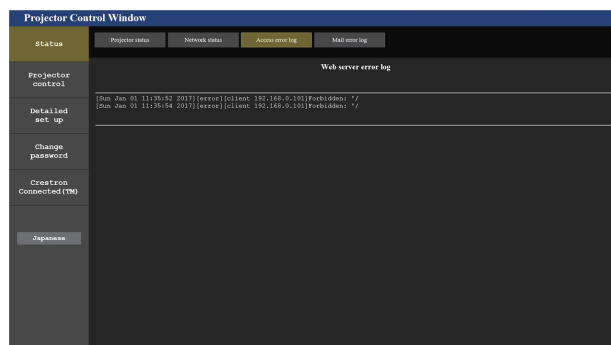 Projector Control Window
Status
Projector status
Network status
Access error log
Mail error log
Web server error log
Projector
control
[Sun Jan 01 11:35:52 2017][error][client 192.168.0.101]Forbidden: "/
[Sun Jan 01 11:35:54 2017][error][client 192.168.0.101]Forbidden: "/
Detailed
set up
Change
password
Crestron
Connected(TM)
Japanese